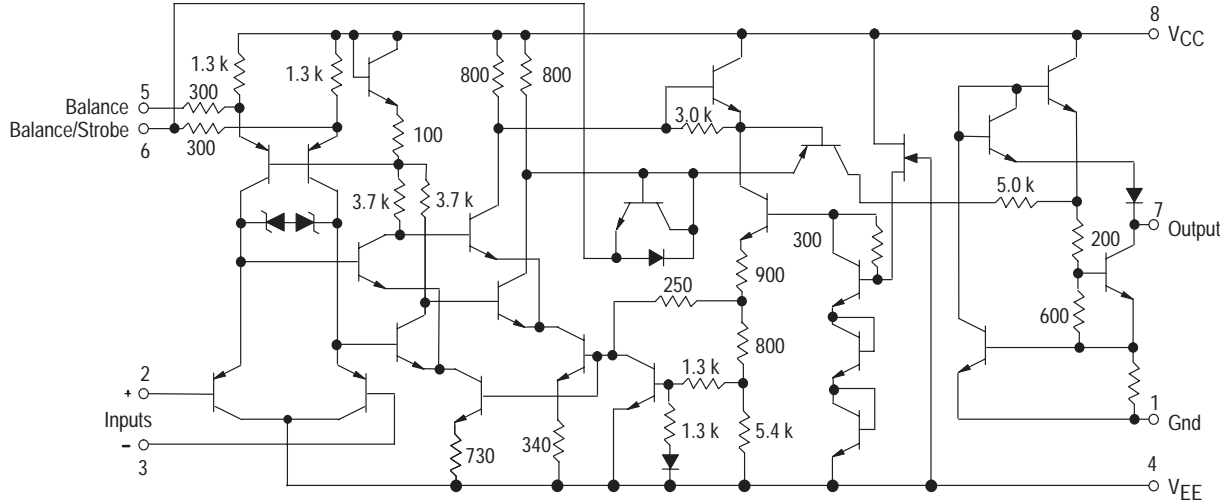 8
VCC
1.3 k
1.3 k
800
800
5
300
Balance
Balance/Strobe
6
300
100
3.0 k
3.7 k
3.7 k
5.0 k
7
Output
300
200
900
250
600
800
2
+
Inputs
–
3
1.3 k
1.3 k
730
340
5.4 k
1
Gnd
4
VEE